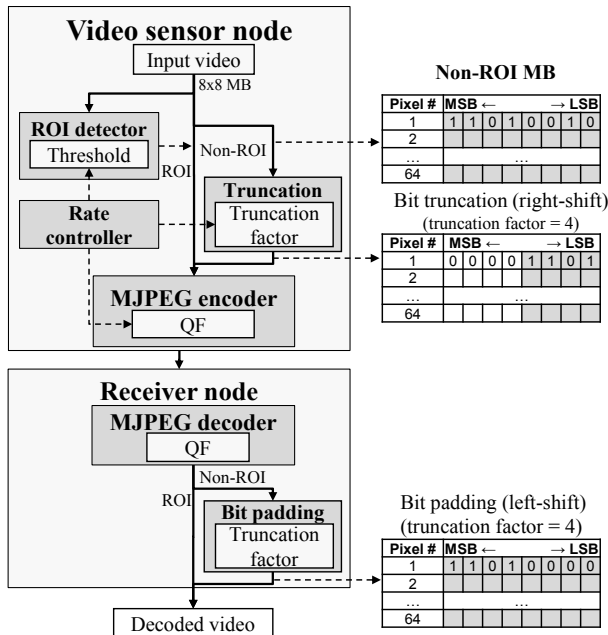 Video sensor node
Input video
8x8 MB
ROI detector
Threshold
ROI
Non-ROI
Truncation
Truncation
factor
Rate
controller
MJPEG encoder
QF
Non-ROI MB
Pixel # MSB ← → LSB
1 1 1 0 1 0 0 1 0
2
... ...
64
Bit truncation (right-shift)
(truncation factor = 4)
Pixel # MSB ← → LSB
1 0 0 0 0 1 1 0 1
2
... ...
64
Receiver node
MJPEG decoder
QF
Non-ROI
ROI
Bit padding
Truncation
factor
Decoded video
Bit padding (left-shift)
(truncation factor = 4)
Pixel # MSB ← → LSB
1 1 1 0 1 0 0 0 0
2
... ...
64